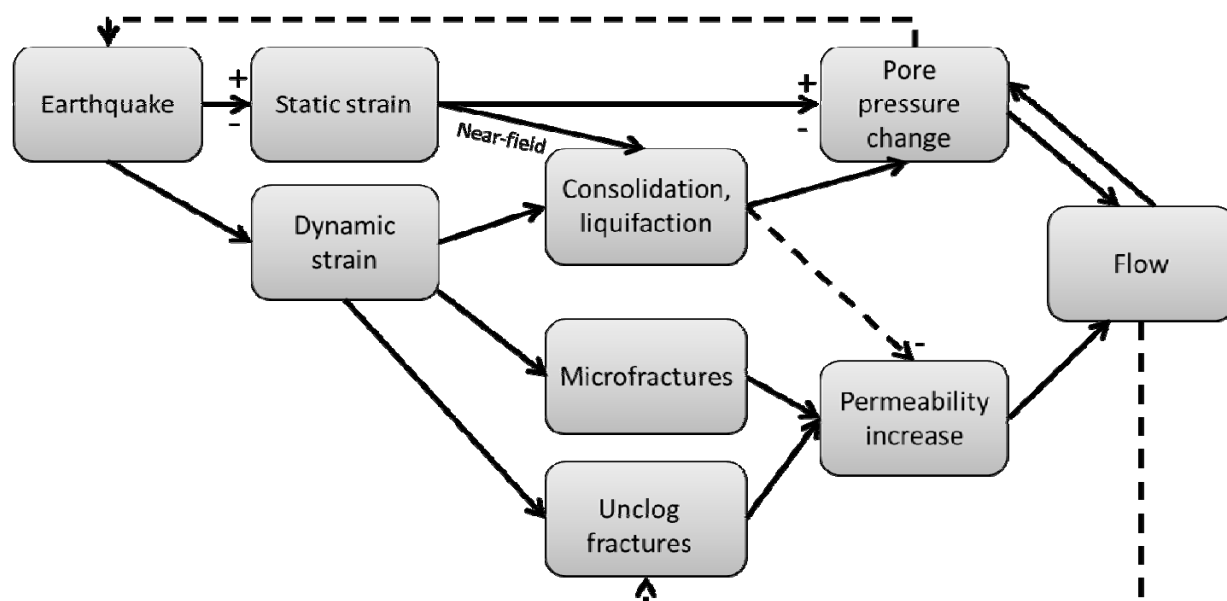 Earthquake
+
-
Static strain
Near-field
+
-
Pore
pressure
change
Dynamic
strain
Consolidation,
liquifaction
Flow
Microfractures
-
Permeability
increase
Unclog
fractures